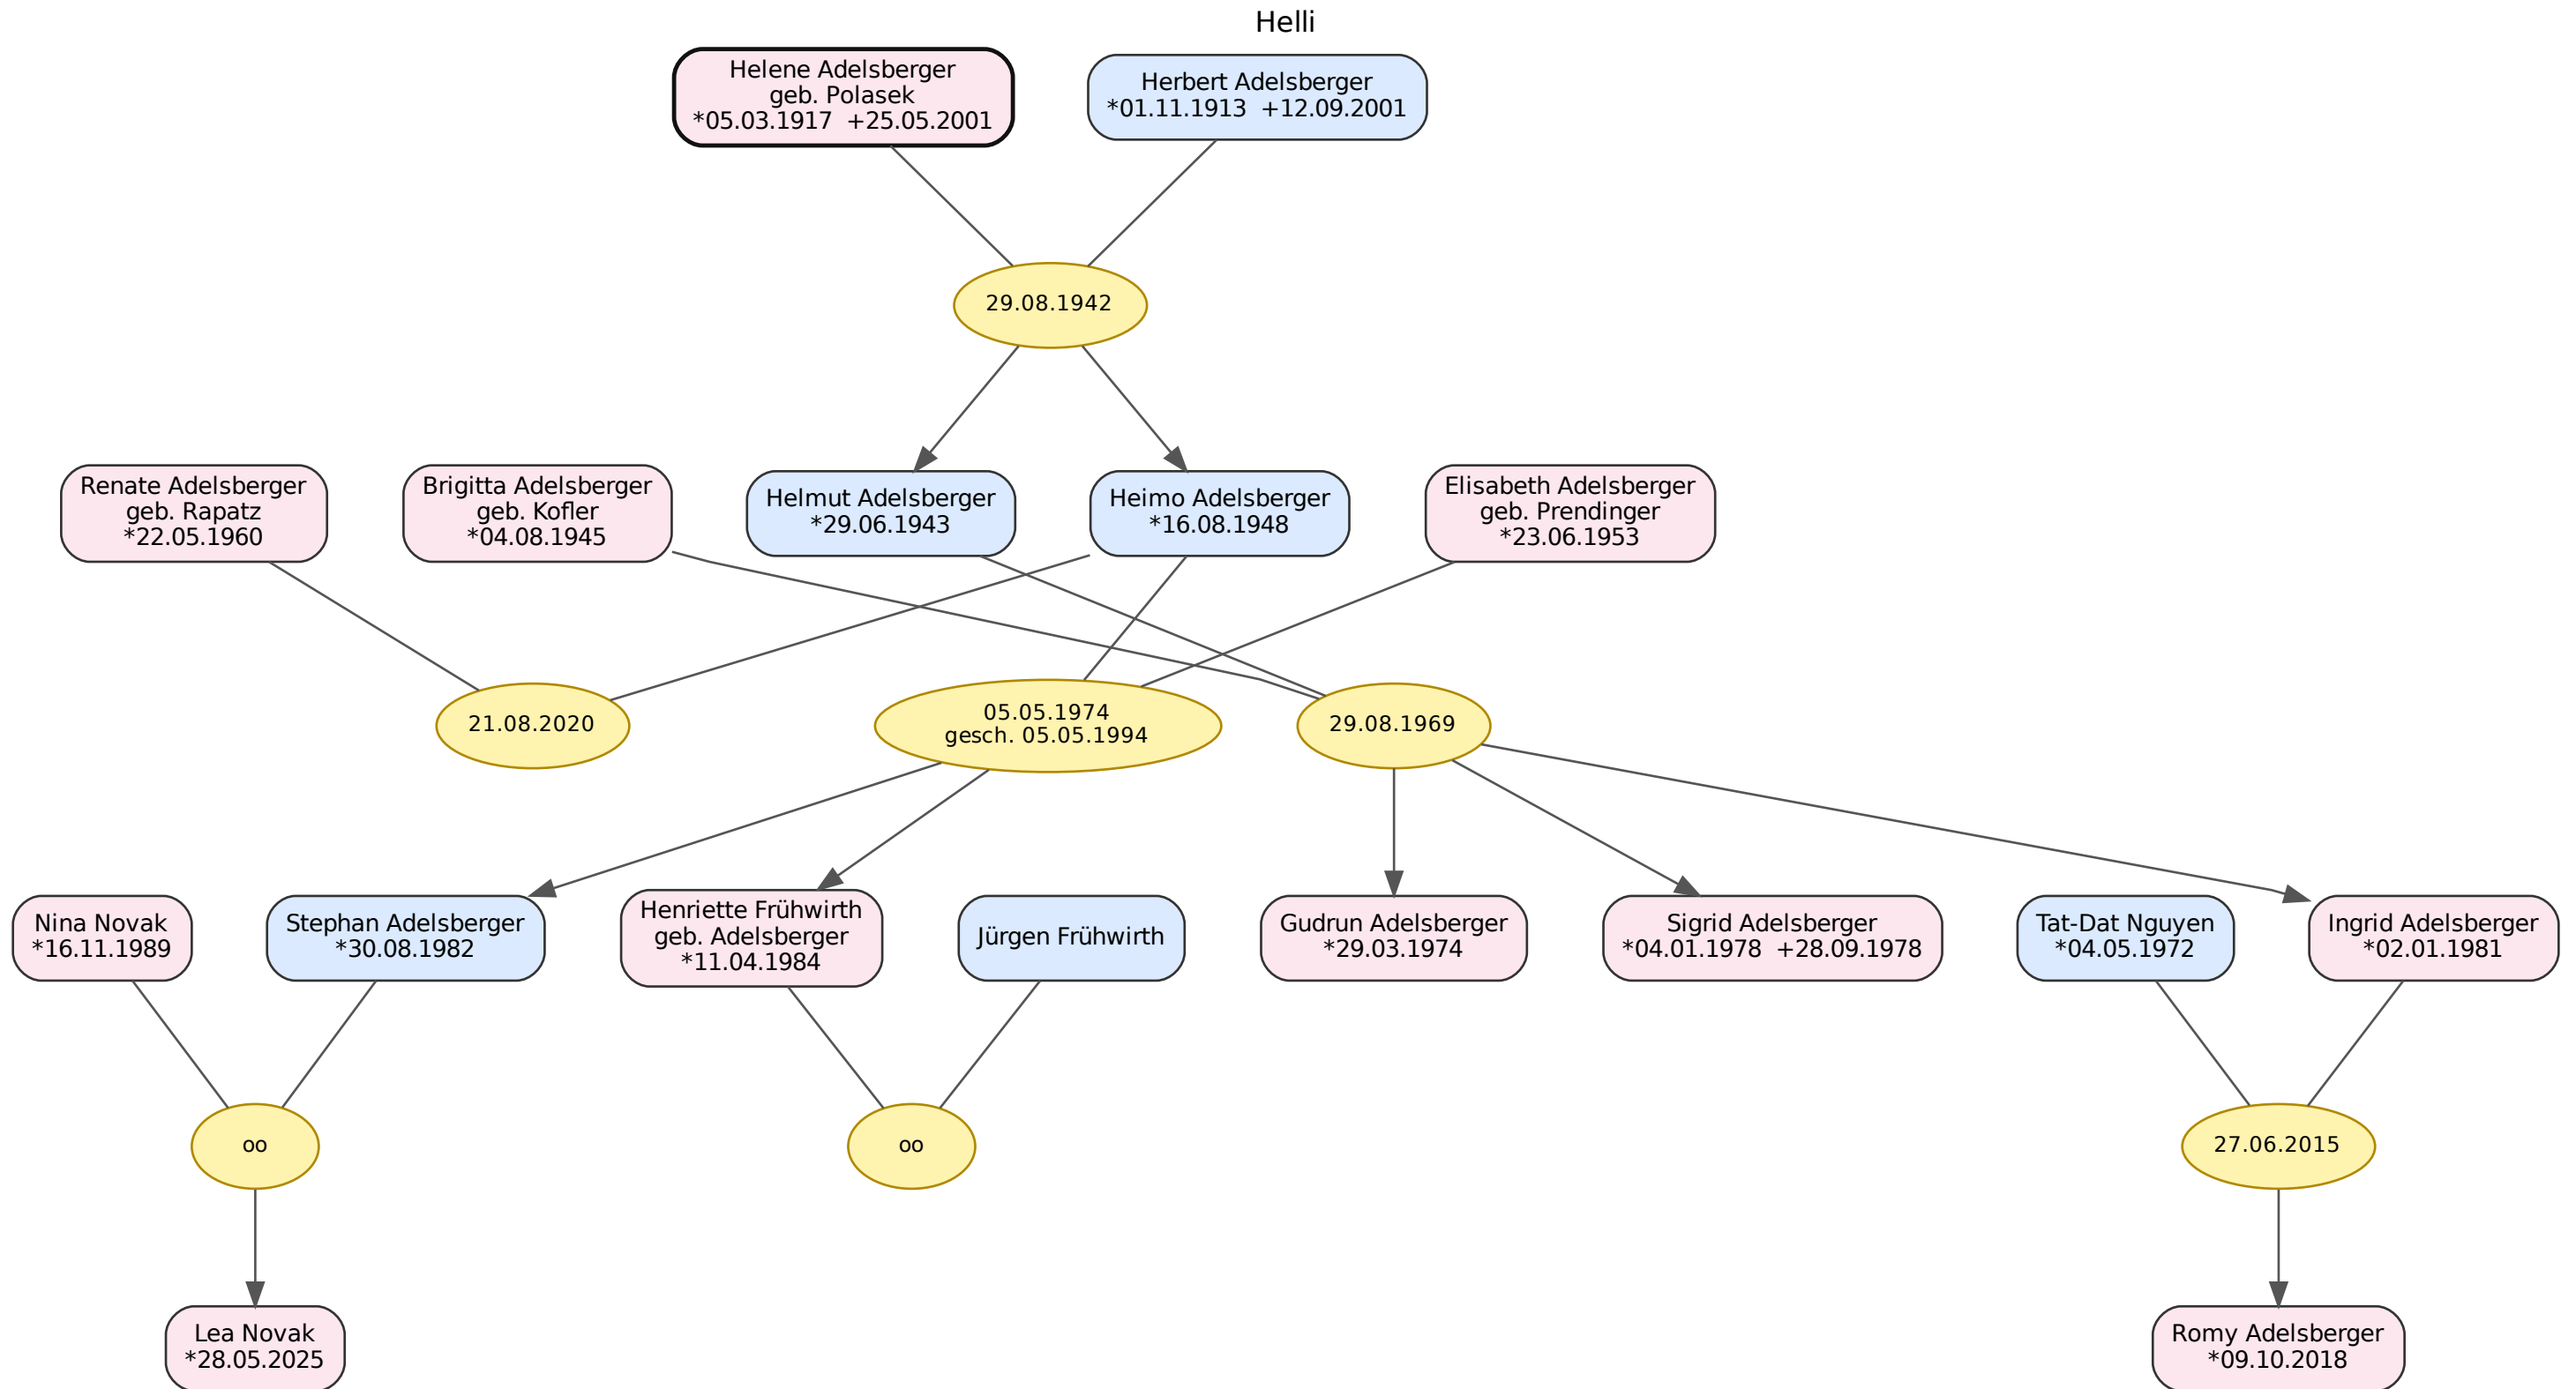 Helli
Helene Adelsberger
geb. Polasek
*05.03.1917  +25.05.2001
Herbert Adelsberger
*01.11.1913  +12.09.2001
29.08.1942
Renate Adelsberger
geb. Rapatz
*22.05.1960
Brigitta Adelsberger
geb. Kofler
*04.08.1945
Helmut Adelsberger
*29.06.1943
Heimo Adelsberger
*16.08.1948
Elisabeth Adelsberger
geb. Prendinger
*23.06.1953
21.08.2020
05.05.1974
gesch. 05.05.1994
29.08.1969
Nina Novak
*16.11.1989
Stephan Adelsberger
*30.08.1982
Henriette Frühwirth
geb. Adelsberger
*11.04.1984
Jürgen Frühwirth
Gudrun Adelsberger
*29.03.1974
Sigrid Adelsberger
*04.01.1978  +28.09.1978
Tat-Dat Nguyen
*04.05.1972
Ingrid Adelsberger
*02.01.1981
oo
oo
27.06.2015
Lea Novak
*28.05.2025
Romy Adelsberger
*09.10.2018